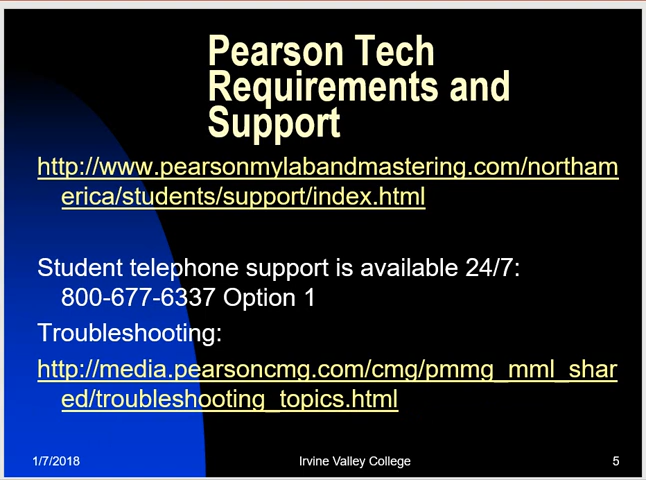 Pearson Tech
Requirements and
Support
http://www.pearsonmylabandmastering.com/northam
erica/students/support/index.html
Student telephone support is available 24/7:
800-677-6337 Option 1
Troubleshooting:
http://media.pearsoncmg.com/cmg/pmmg_mml_shar
ed/troubleshooting_topics.html
1/7/2018
Irvine Valley College
5